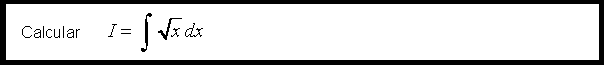 Calcular I = ∫ √x dx